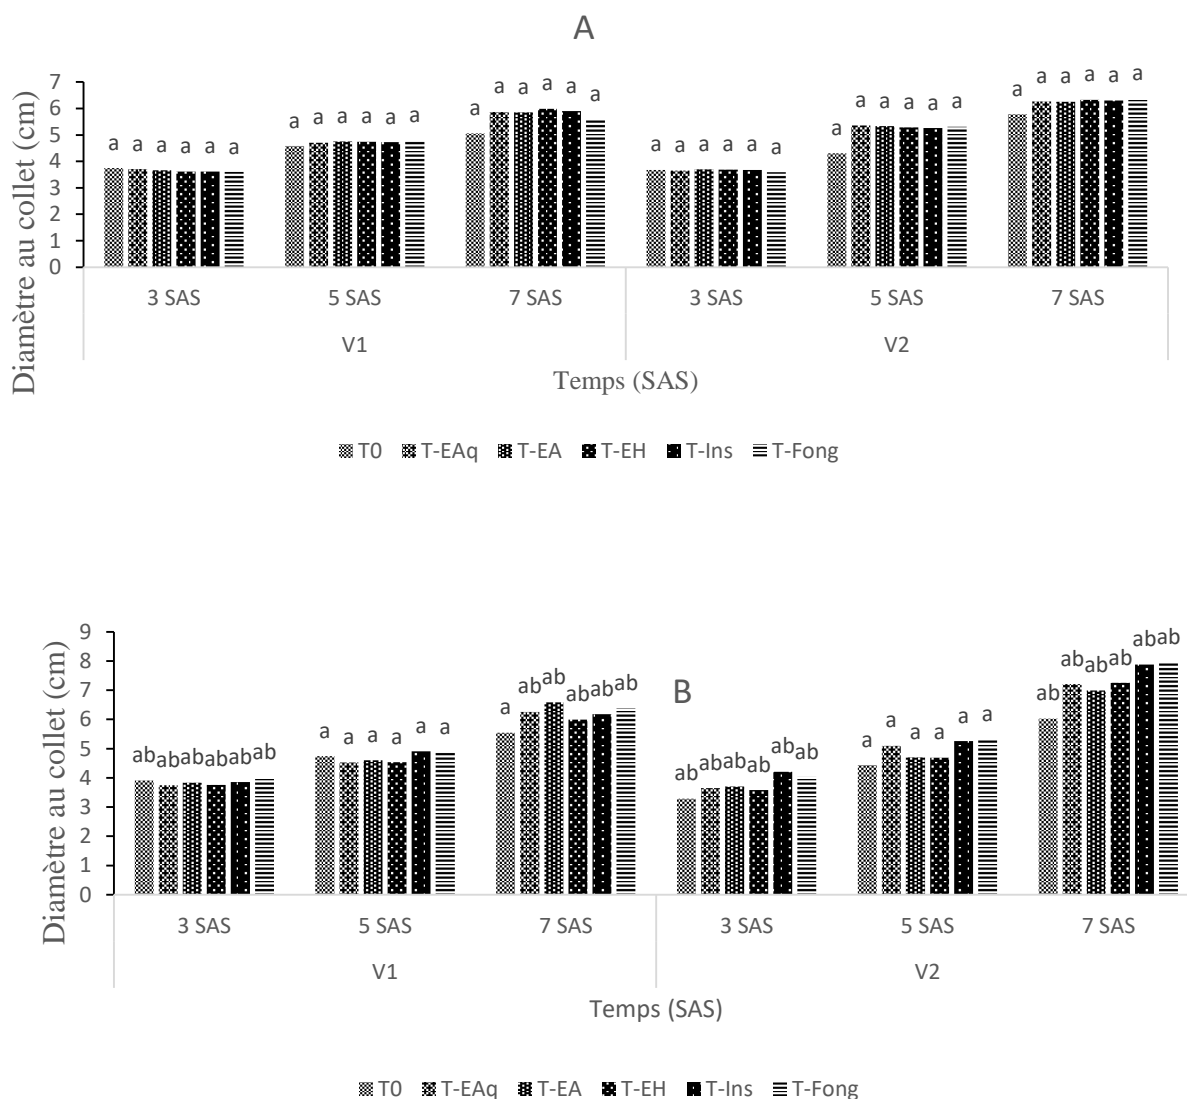 A
Diamètre au collet (cm)
7
6
5
4
3
2
1
0
a a a a a a
a a a a a a
a a a a a a
a a a a a a
a a a a a a
a a a a a a
3 SAS 5 SAS 7 SAS 3 SAS 5 SAS 7 SAS
V1 V2
Temps (SAS)
T0 T-EAq T-EA T-EH T-Ins T-Fong
B
Diamètre au collet (cm)
9
8
7
6
5
4
3
2
1
0
ab ab ab ab ab ab
a a a a a a
a ab ab ab ab ab
ab ab ab ab ab ab
a a a a a a
ab ab ab ab ab ab
3 SAS 5 SAS 7 SAS 3 SAS 5 SAS 7 SAS
V1 V2
Temps (SAS)
T0 T-EAq T-EA T-EH T-Ins T-Fong